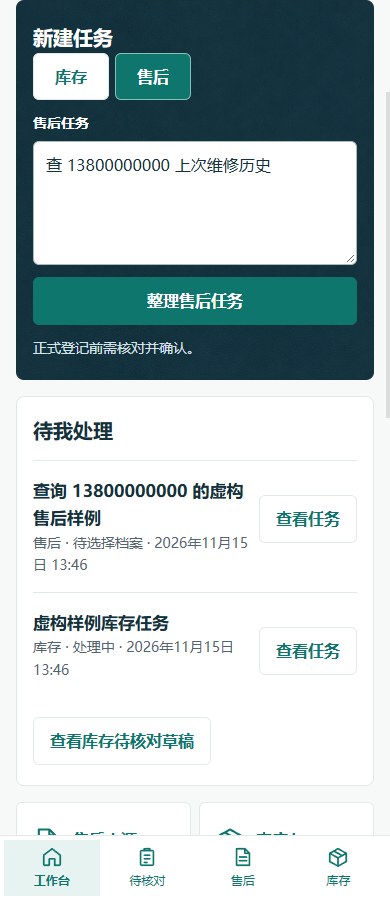 新建任务
库存
售后
售后任务
查 13800000000 上次维修历史
整理售后任务
正式登记前需核对并确认。
待我处理
查询 13800000000 的虚构
售后样例
售后 · 待选择档案 · 2026年11月15
日 13:46
查看任务
虚构样例库存任务
库存 · 处理中 · 2026年11月15日
13:46
查看任务
查看库存待核对草稿
工作台
待核对
售后
库存